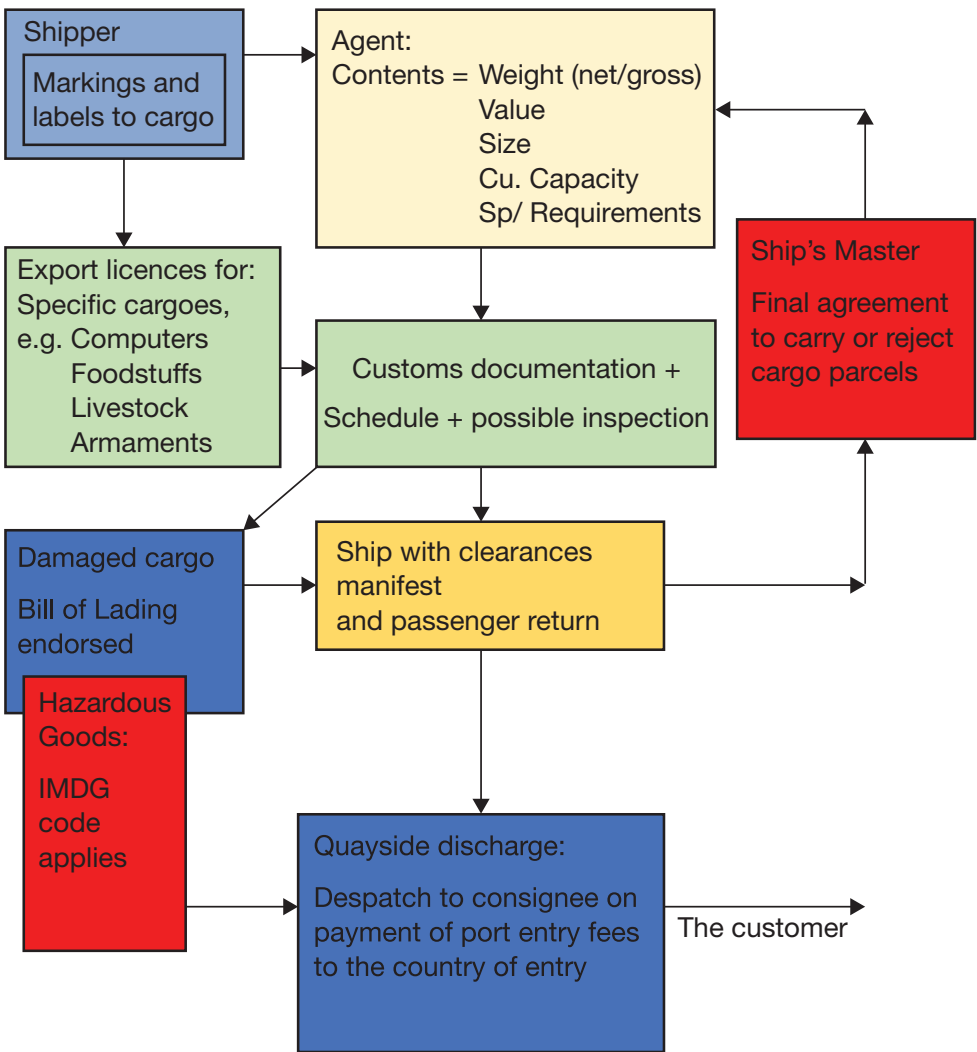 Shipper
Markings and
labels to cargo
Agent:
Contents = Weight (net/gross)
Value
Size
Cu. Capacity
Sp/ Requirements
Ship's Master
Final agreement
to carry or reject
cargo parcels
Export licences for:
Specific cargoes,
e.g. Computers
Foodstuffs
Livestock
Armaments
Customs documentation +
Schedule + possible inspection
Damaged cargo
Bill of Lading
endorsed
Ship with clearances
manifest
and passenger return
Hazardous
Goods:
IMDG
code
applies
Quayside discharge:
Despatch to consignee on
payment of port entry fees
to the country of entry
The customer